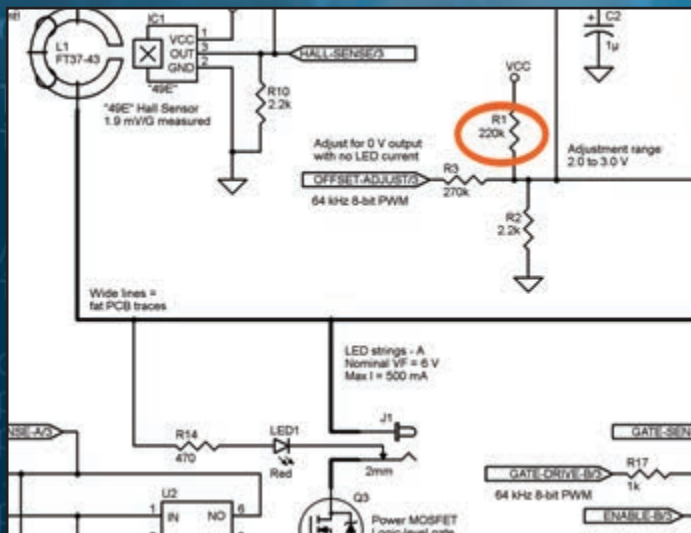 IC1
VCC
1
OUT
3
GND
2
"49E"
"49E" Hall Sensor
1.9 mV/G measured
L1
FT37-43
HALL-SENSE/3
R10
2.2k
C2
+
1µ
VCC
R1
220k
Adjust for 0 V output
with no LED current
Adjustment range
2.0 to 3.0 V
OFFSET-ADJUST/3
R3
270k
64 kHz 8-bit PWM
R2
2.2k
Wide lines =
fat PCB traces
LED strings - A
Nominal VF = 6 V
Max I = 500 mA
J1
NSE-A/3
R14
470
LED1
Red
2mm
GATE-SEN
GATE-DRIVE-B/3
R17
1k
64 kHz 8-bit PWM
ENABLE-B/3
U2
1
IN
NO
6
Q3
Power MOSFET
Logic-level gate